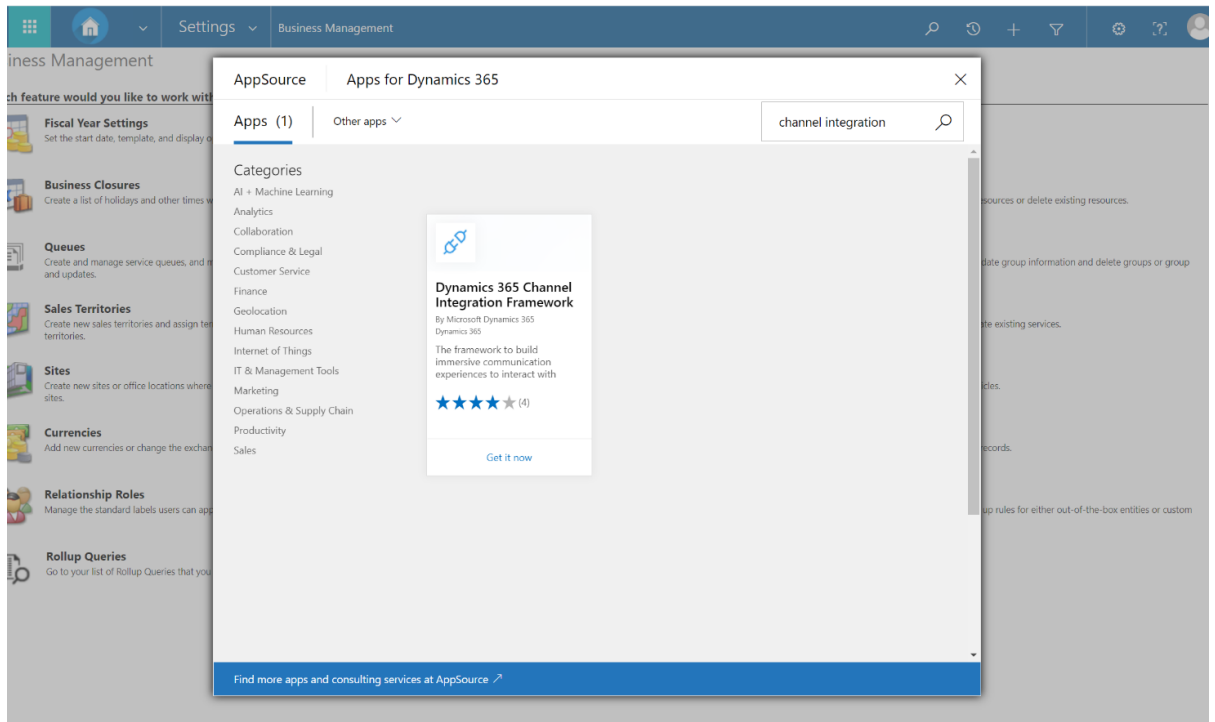 Settings
Business Management
iness Management
ch feature would you like to work with
Fiscal Year Settings
Set the start date, template, and display o
Business Closures
Create a list of holidays and other times w
Queues
Create and manage service queues, and m
and updates.
Sales Territories
Create new sales territories and assign ter
territories.
Sites
Create new sites or office locations where
sites.
Currencies
Add new currencies or change the exchan
Relationship Roles
Manage the standard labels users can app
Rollup Queries
Go to your list of Rollup Queries that you
AppSource
Apps for Dynamics 365
Apps (1)
Other apps
channel integration
Categories
AI + Machine Learning
Analytics
Collaboration
Compliance & Legal
Customer Service
Finance
Geolocation
Human Resources
Internet of Things
IT & Management Tools
Marketing
Operations & Supply Chain
Productivity
Sales
Dynamics 365 Channel
Integration Framework
By Microsoft Dynamics 365
Dynamics 365
The framework to build
immersive communication
experiences to interact with
(4)
Get it now
Find more apps and consulting services at AppSource
sources or delete existing resources.
date group information and delete groups or group
te existing services.
cles.
ecords.
up rules for either out-of-the-box entities or custom